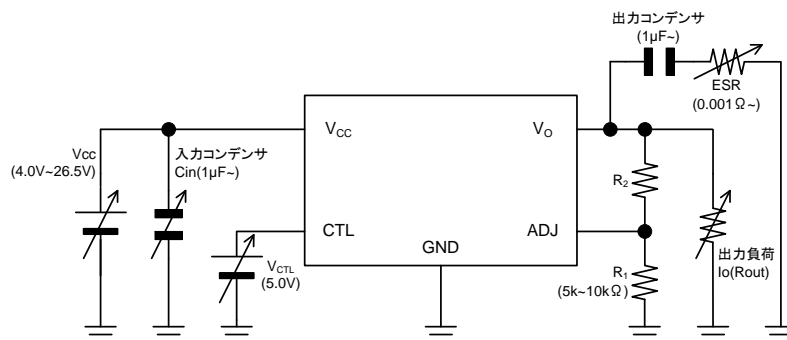 出力コンデンサ
(1µF~)
ESR
(0.001Ω~)
Vcc
(4.0V~26.5V)
入力コンデンサ
Cin(1µF~)
VCC
VO
CTL
ADJ
GND
VCTL
(5.0V)
R2
R1
(5k~10kΩ)
出力負荷
Io(Rout)